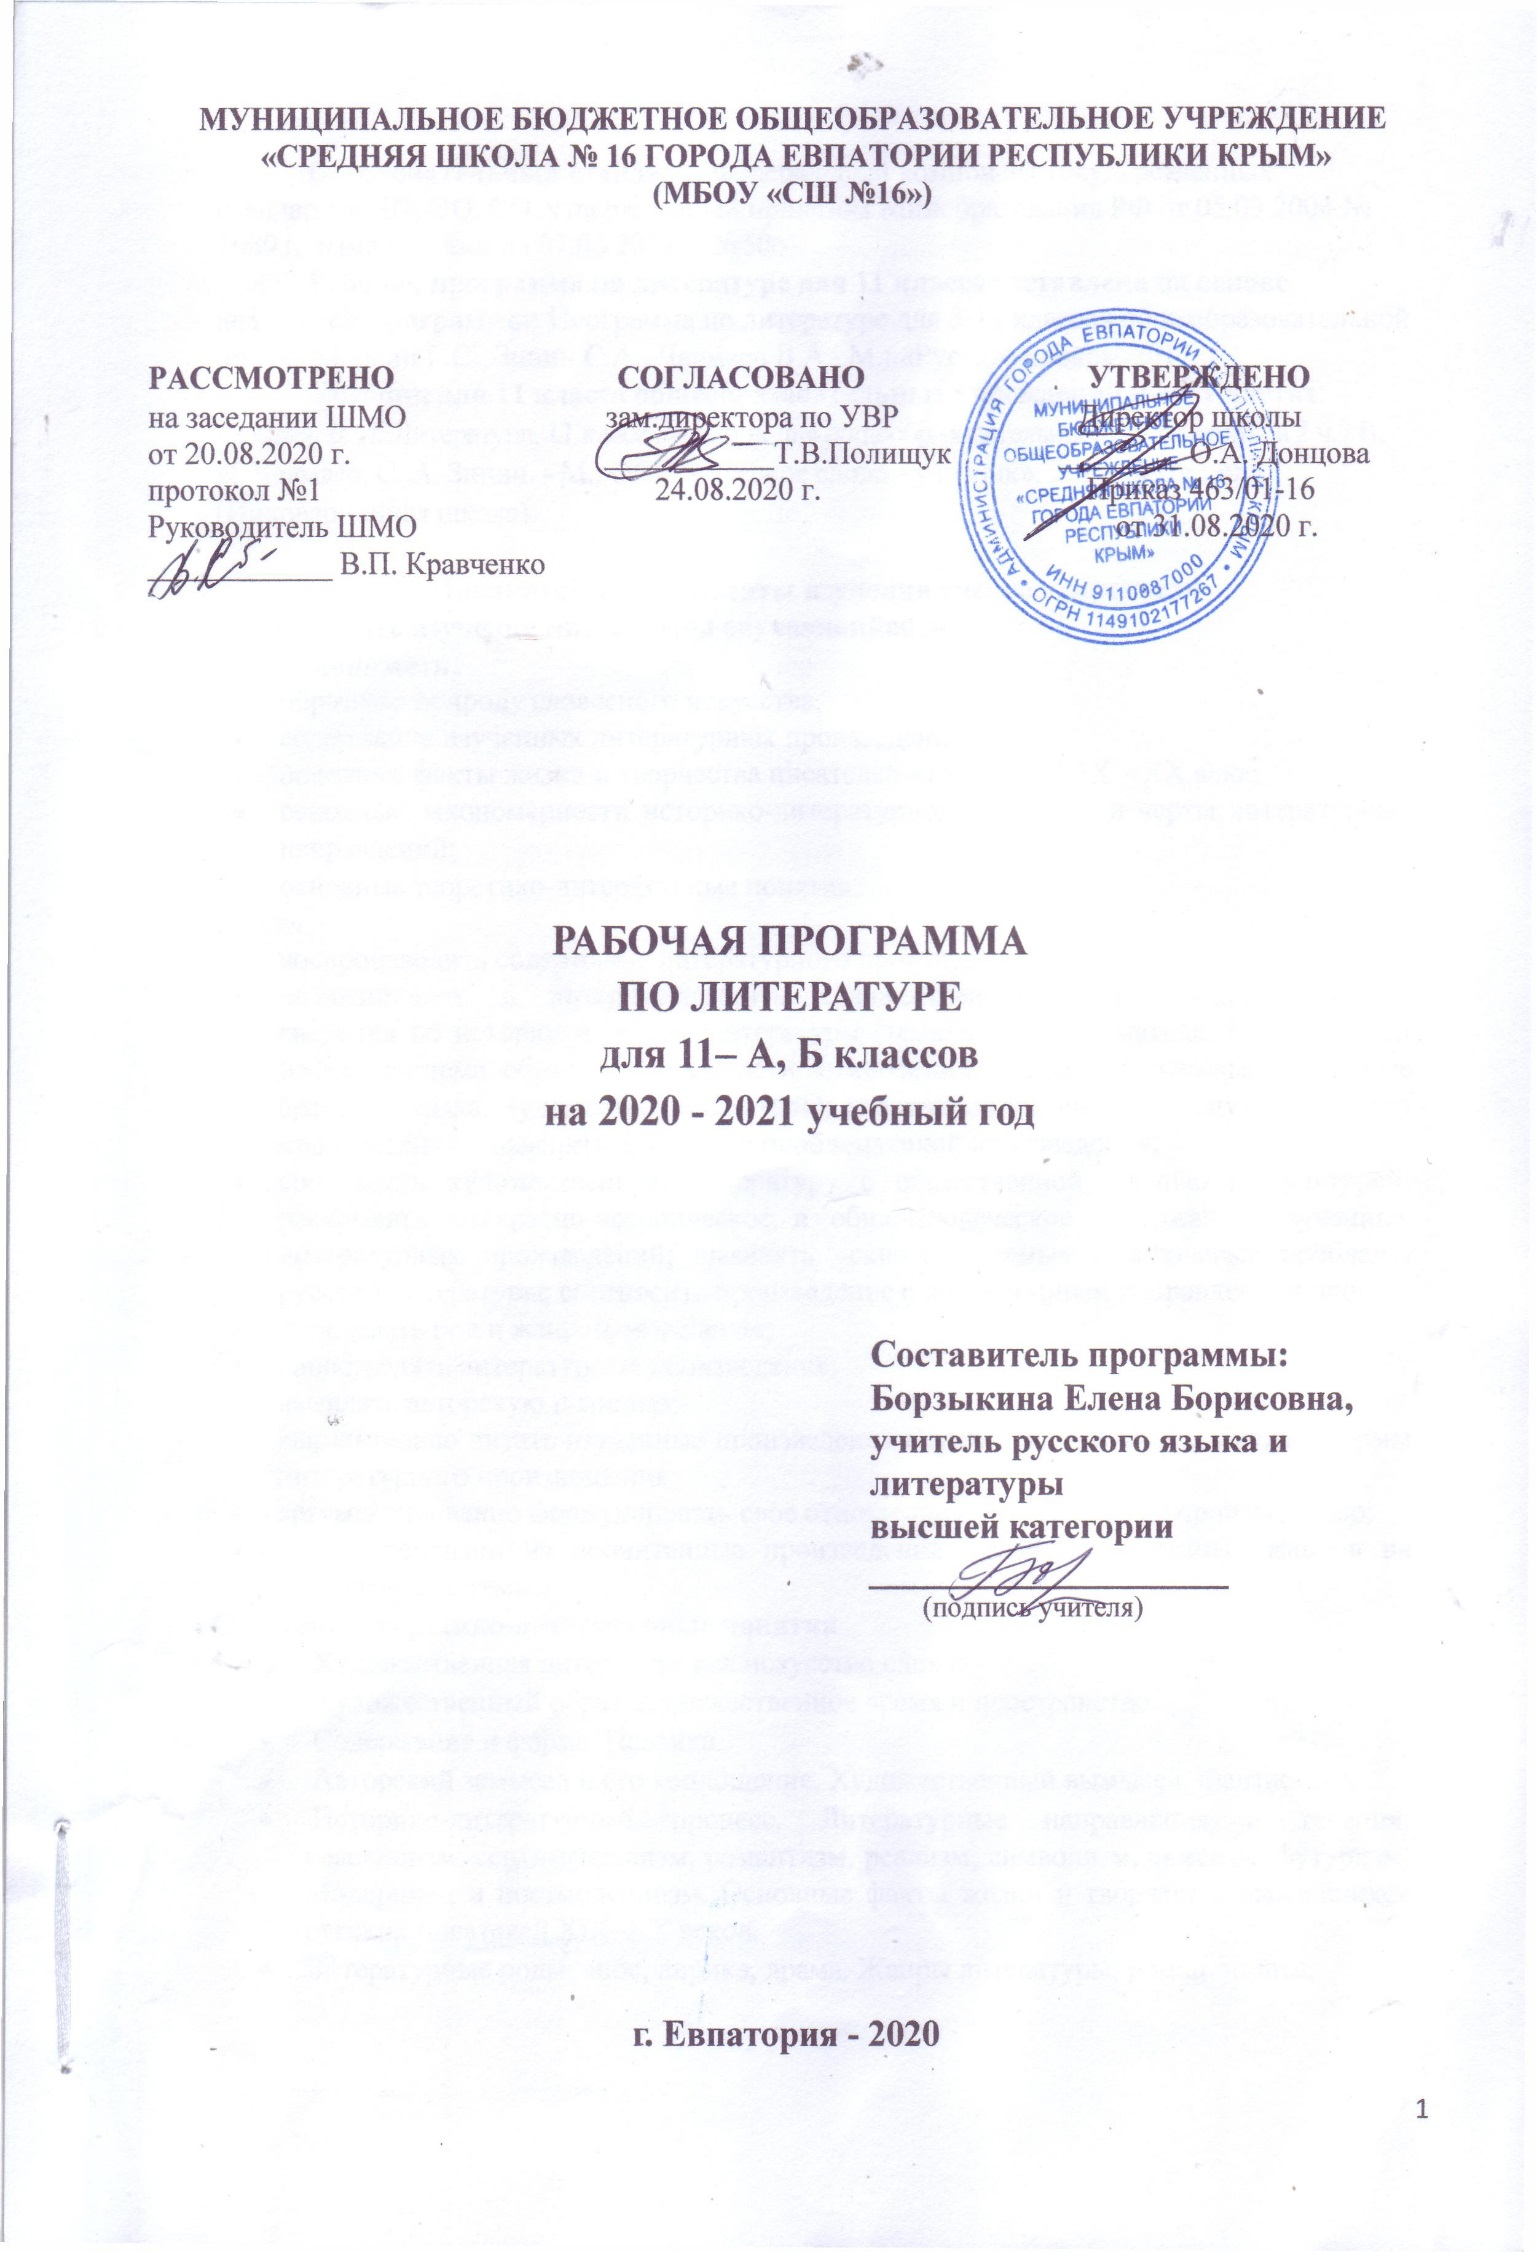 МУНИЦИПАЛЬНОЕ БЮДЖЕТНОЕ ОБЩЕОБРАЗОВАТЕЛЬНОЕ УЧРЕЖДЕНИЕ
«СРЕДНЯЯ ШКОЛА № 16 ГОРОДА ЕВПАТОРИИ РЕСПУБЛИКИ КРЫМ»
(МБОУ «СШ №16»)
РАССМОТРЕНО
на заседании ШМО
от 20.08.2020 г.
протокол №1
Руководитель ШМО
В.П. Кравченко
СОГЛАСОВАНО
зам.директора по УВР
Т.В.Полищук
24.08.2020 г.
УТВЕРЖДЕНО
Директор школы
О.А. Донцова
Приказ 463/01-16
от 31.08.2020 г.
АДМИНИСТРАЦИЯ ГОРОДА ЕВПАТОРИИ
МУНИЦИПАЛЬНОЕ
БЮДЖЕТНОЕ
ОБЩЕОБРАЗОВАТЕЛЬНОЕ
УЧРЕЖДЕНИЕ
«СРЕДНЯЯ ШКОЛА № 16
ГОРОДА ЕВПАТОРИИ
РЕСПУБЛИКИ
КРЫМ»
ИНН 9110087000
ОГРН 1149102177267
РАБОЧАЯ ПРОГРАММА
ПО ЛИТЕРАТУРЕ
для 11– А, Б классов
на 2020 - 2021 учебный год
Составитель программы:
Борзыкина Елена Борисовна,
учитель русского языка и
литературы
высшей категории
(подпись учителя)
г. Евпатория - 2020
1